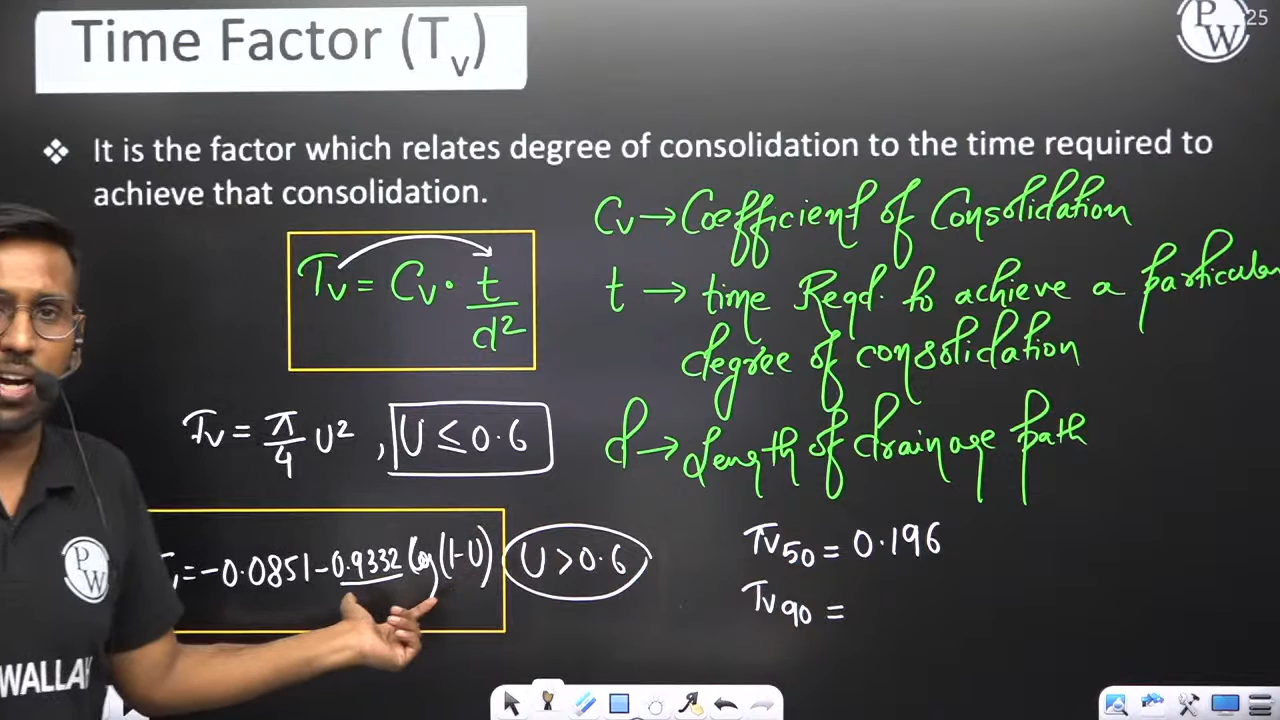 Time Factor (Tv)
PW 25
❖ It is the factor which relates degree of consolidation to the time required to
achieve that consolidation.
Cv → Coefficient of Consolidation
Tv = Cv · t/d²
t → time Reqd. to achieve a particular
degree of consolidation
Tv = π/4 U² , U ≤ 0.6
d → Length of drainage path
Tv50 = 0.196
= -0.0851 - 0.9332 log(1-U) U > 0.6
Tv90 =
PW
WALLAH